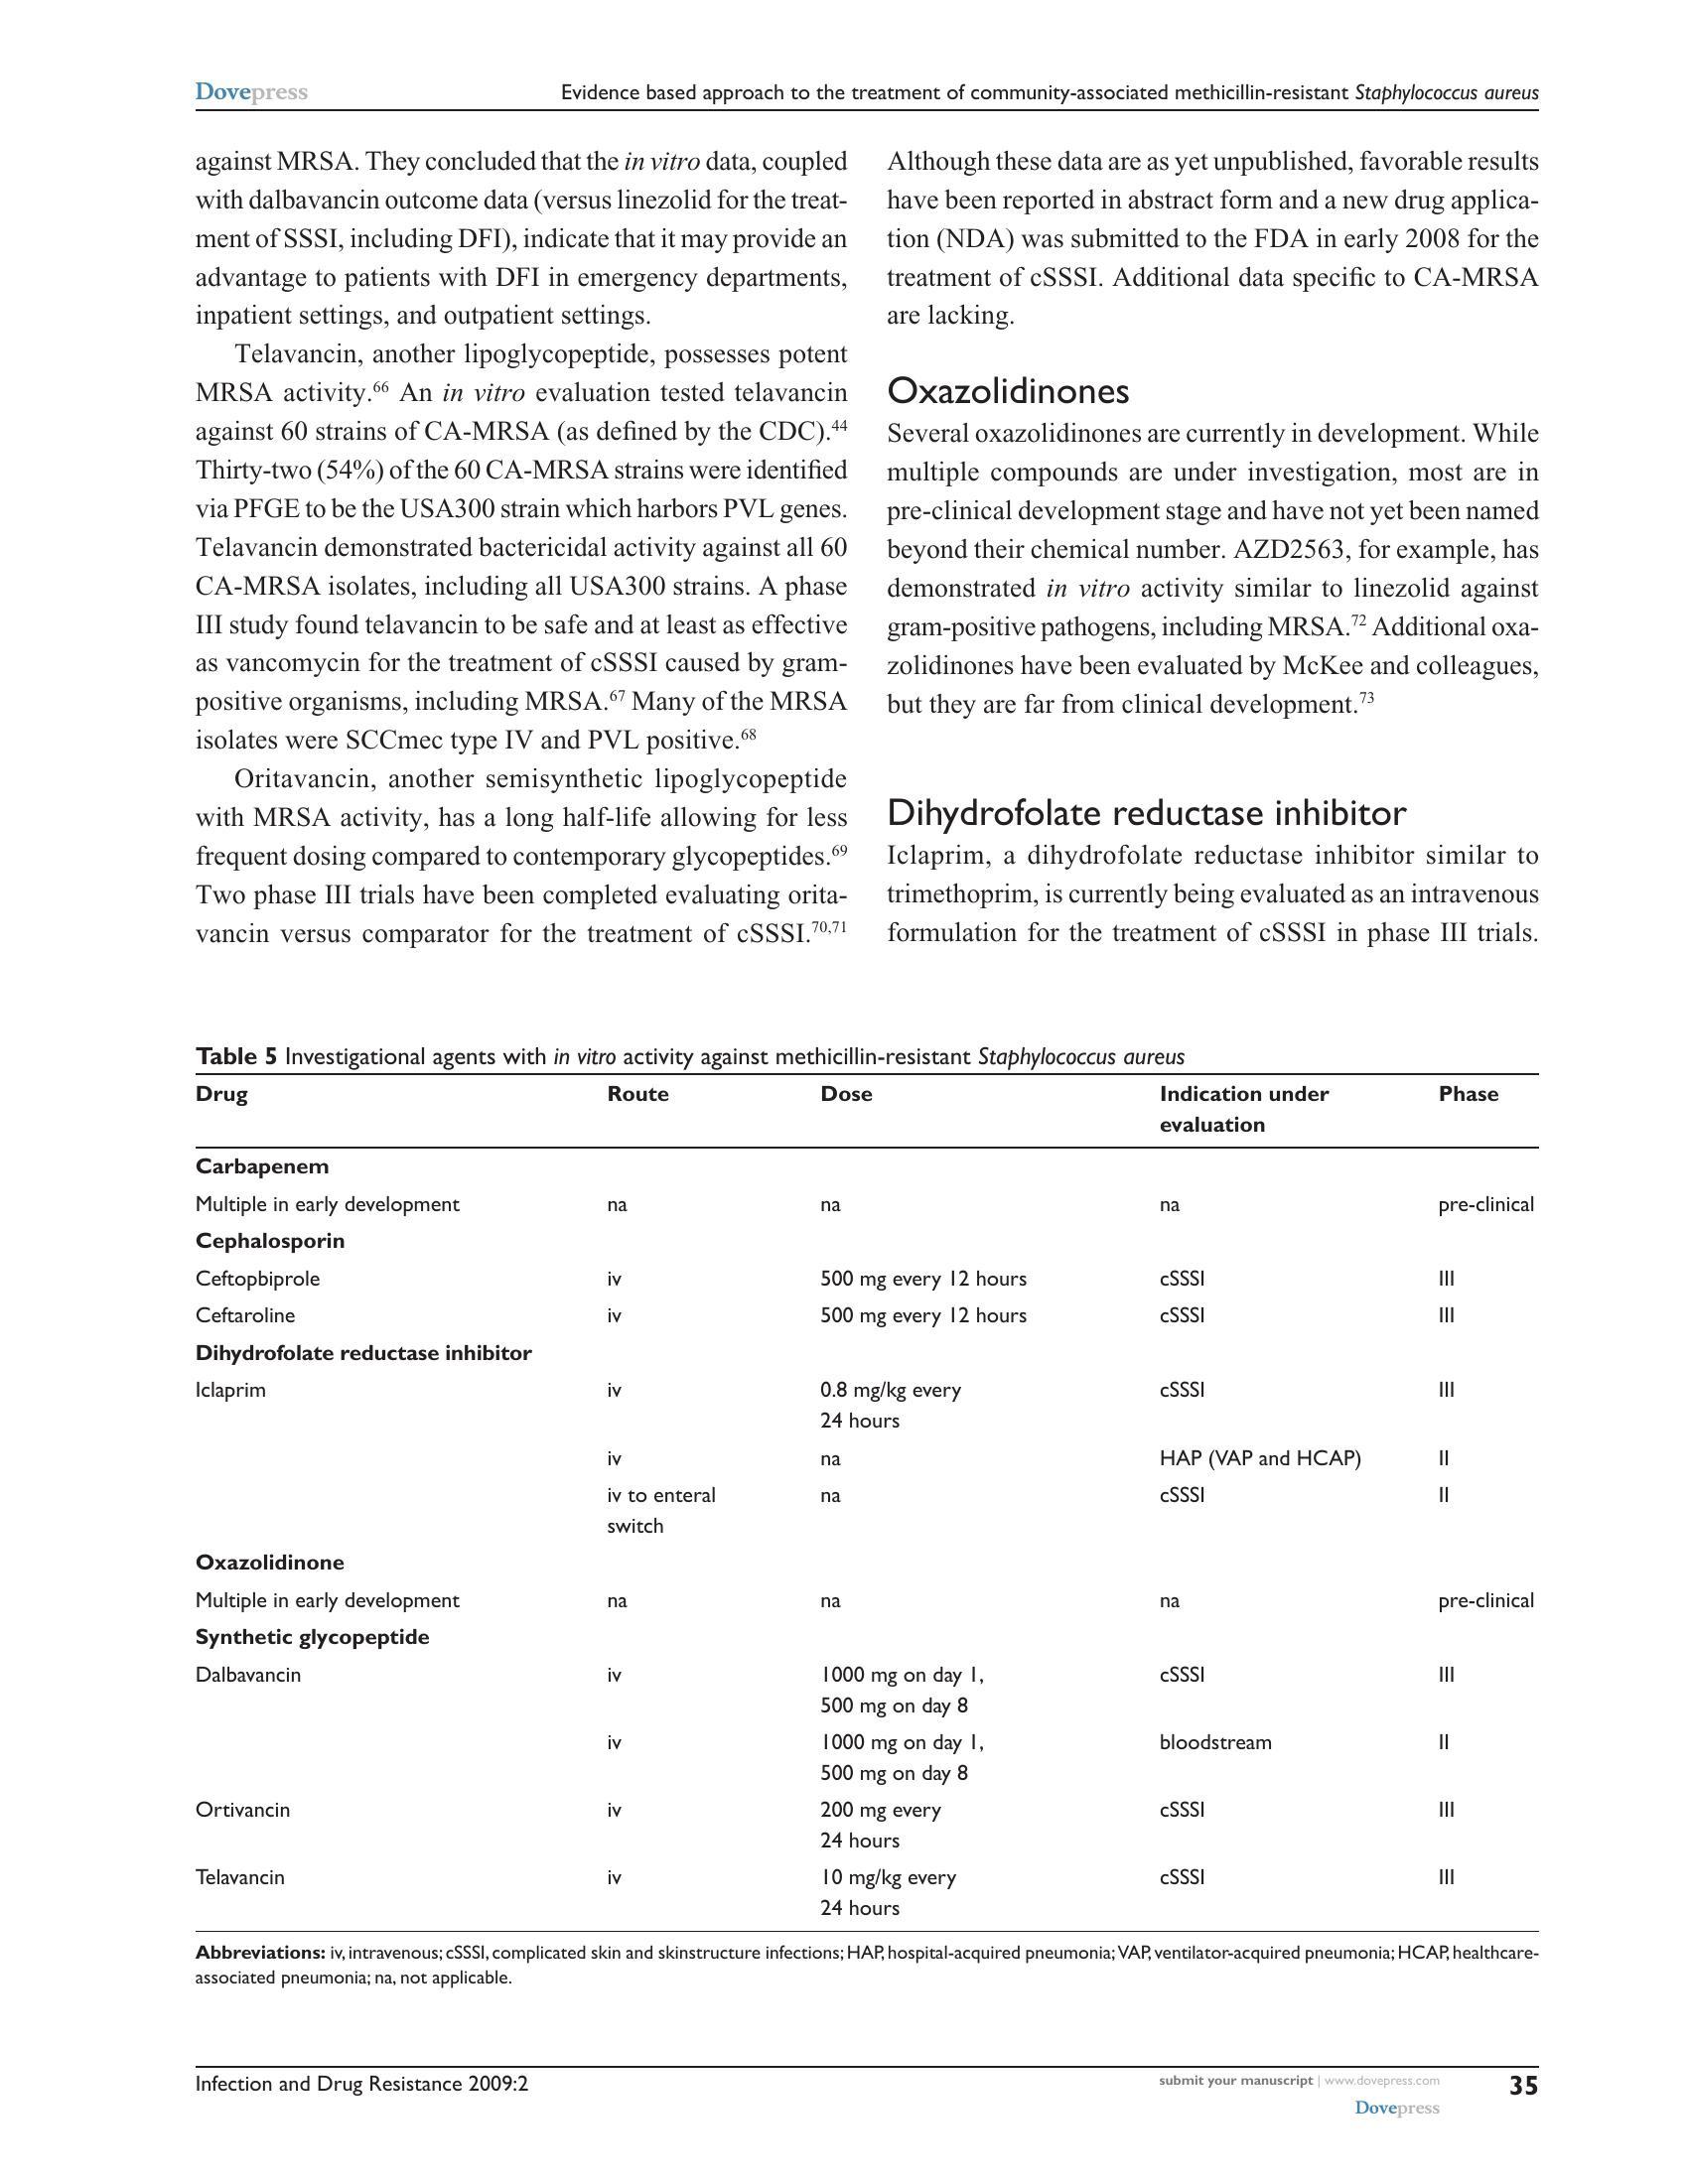 Dovepress
Evidence based approach to the treatment of community-associated methicillin-resistant Staphylococcus aureus
against MRSA. They concluded that the in vitro data, coupled
with dalbavancin outcome data (versus linezolid for the treat-
ment of SSSI, including DFI), indicate that it may provide an
advantage to patients with DFI in emergency departments,
inpatient settings, and outpatient settings.
Telavancin, another lipoglycopeptide, possesses potent
MRSA activity.66 An in vitro evaluation tested telavancin
against 60 strains of CA-MRSA (as defined by the CDC).44
Thirty-two (54%) of the 60 CA-MRSA strains were identified
via PFGE to be the USA300 strain which harbors PVL genes.
Telavancin demonstrated bactericidal activity against all 60
CA-MRSA isolates, including all USA300 strains. A phase
III study found telavancin to be safe and at least as effective
as vancomycin for the treatment of cSSSI caused by gram-
positive organisms, including MRSA.67 Many of the MRSA
isolates were SCCmec type IV and PVL positive.68
Oritavancin, another semisynthetic lipoglycopeptide
with MRSA activity, has a long half-life allowing for less
frequent dosing compared to contemporary glycopeptides.69
Two phase III trials have been completed evaluating orita-
vancin versus comparator for the treatment of cSSSI.70,71
Although these data are as yet unpublished, favorable results
have been reported in abstract form and a new drug applica-
tion (NDA) was submitted to the FDA in early 2008 for the
treatment of cSSSI. Additional data specific to CA-MRSA
are lacking.
Oxazolidinones
Several oxazolidinones are currently in development. While
multiple compounds are under investigation, most are in
pre-clinical development stage and have not yet been named
beyond their chemical number. AZD2563, for example, has
demonstrated in vitro activity similar to linezolid against
gram-positive pathogens, including MRSA.72 Additional oxa-
zolidinones have been evaluated by McKee and colleagues,
but they are far from clinical development.73
Dihydrofolate reductase inhibitor
Iclaprim, a dihydrofolate reductase inhibitor similar to
trimethoprim, is currently being evaluated as an intravenous
formulation for the treatment of cSSSI in phase III trials.
Table 5 Investigational agents with in vitro activity against methicillin-resistant Staphylococcus aureus
Drug Route Dose Indication under Phase
evaluation
Carbapenem
Multiple in early development na na na pre-clinical
Cephalosporin
Ceftopbiprole iv 500 mg every 12 hours cSSSI III
Ceftaroline iv 500 mg every 12 hours cSSSI III
Dihydrofolate reductase inhibitor
Iclaprim iv 0.8 mg/kg every cSSSI III
24 hours
iv na HAP (VAP and HCAP) II
iv to enteral na cSSSI II
switch
Oxazolidinone
Multiple in early development na na na pre-clinical
Synthetic glycopeptide
Dalbavancin iv 1000 mg on day 1, cSSSI III
500 mg on day 8
iv 1000 mg on day 1, bloodstream II
500 mg on day 8
Ortivancin iv 200 mg every cSSSI III
24 hours
Telavancin iv 10 mg/kg every cSSSI III
24 hours
Abbreviations: iv, intravenous; cSSSI, complicated skin and skinstructure infections; HAP, hospital-acquired pneumonia; VAP, ventilator-acquired pneumonia; HCAP, healthcare-
associated pneumonia; na, not applicable.
Infection and Drug Resistance 2009:2
submit your manuscript | www.dovepress.com
Dovepress
35